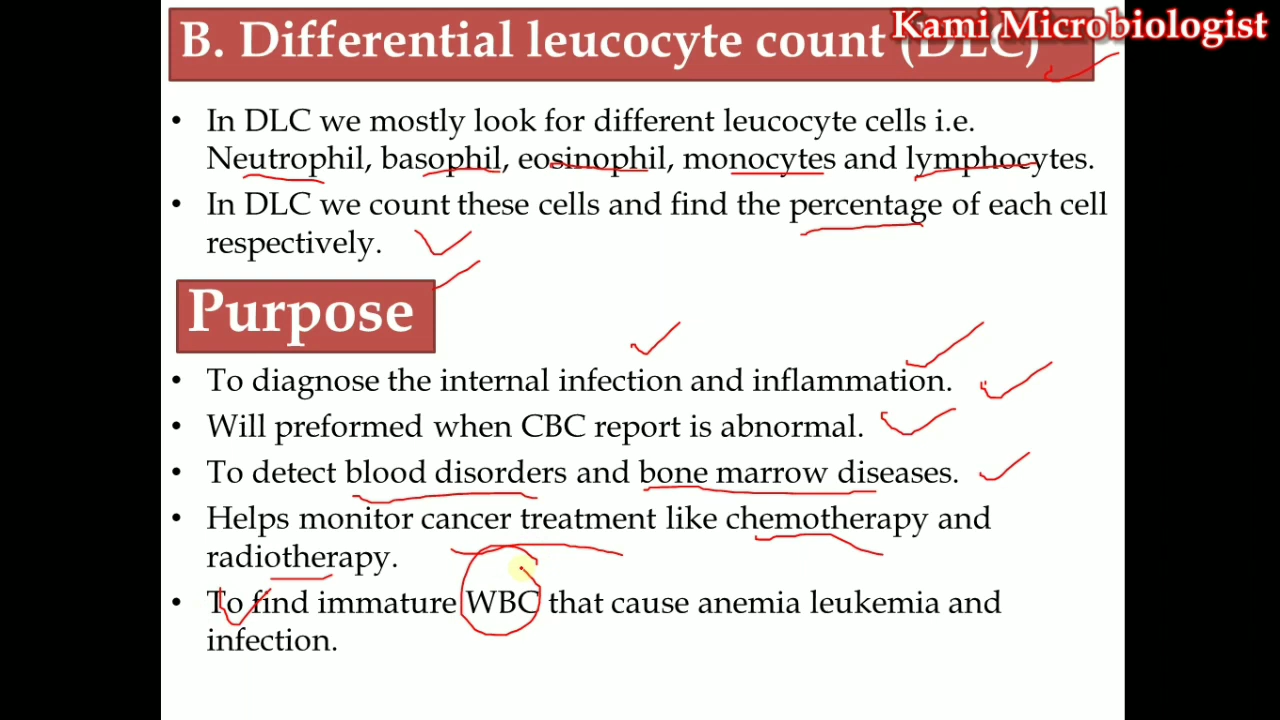 Kami Microbiologist
B. Differential leucocyte count (DLC)
• In DLC we mostly look for different leucocyte cells i.e.
Neutrophil, basophil, eosinophil, monocytes and lymphocytes.
• In DLC we count these cells and find the percentage of each cell
respectively.
Purpose
• To diagnose the internal infection and inflammation.
• Will preformed when CBC report is abnormal.
• To detect blood disorders and bone marrow diseases.
• Helps monitor cancer treatment like chemotherapy and
radiotherapy.
• To find immature WBC that cause anemia leukemia and
infection.